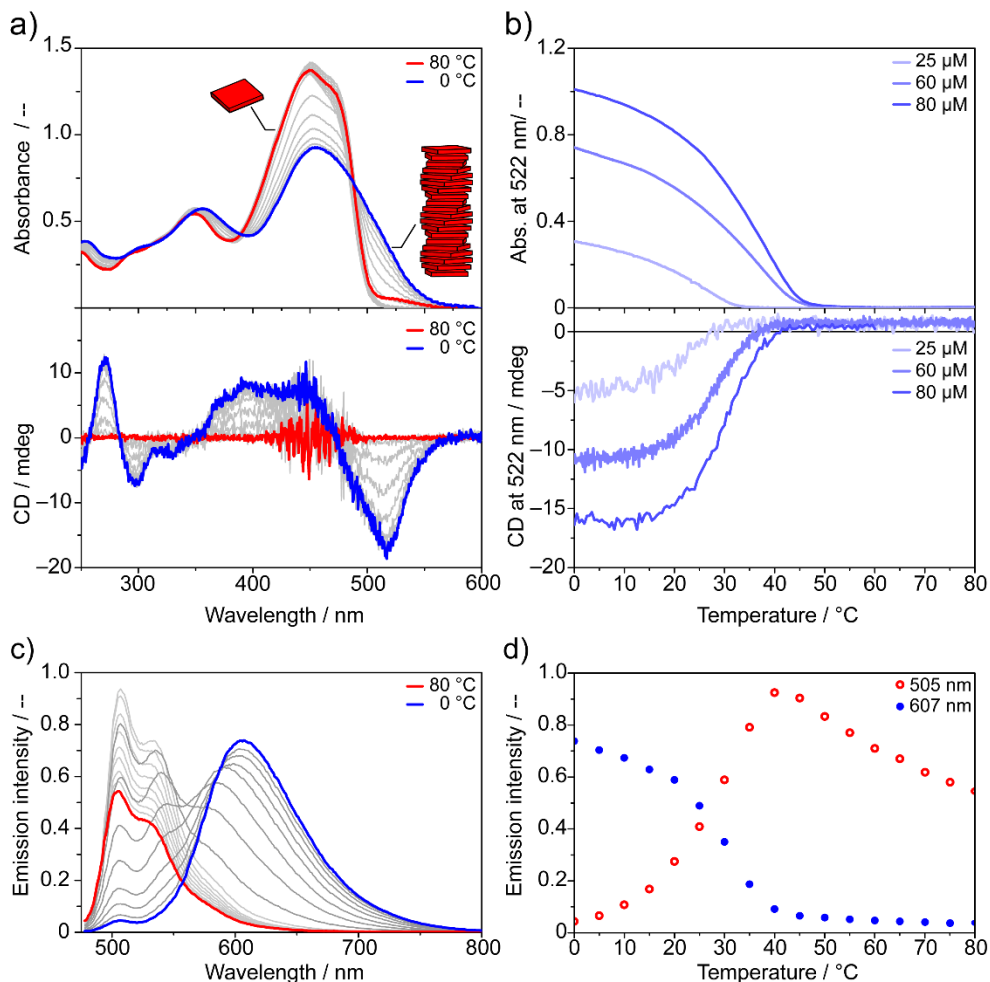 a)
Absorbance / --
1.5
1.0
0.5
80 °C
0 °C
CD / mdeg
10
0
–10
–20
300
400
500
600
Wavelength / nm
b)
Abs. at 522 nm/ --
1.2
0.8
0.4
0
25 µM
60 µM
80 µM
CD at 522 nm / mdeg
0
–5
–10
–15
–20
25 µM
60 µM
80 µM
0
10
20
30
40
50
60
70
80
Temperature / °C
c)
Emission intensity / --
1.0
0.8
0.6
0.4
0.2
0
80 °C
0 °C
500
600
700
800
Wavelength / nm
d)
Emission intensity / --
1.0
0.8
0.6
0.4
0.2
0
505 nm
607 nm
0
10
20
30
40
50
60
70
80
Temperature / °C